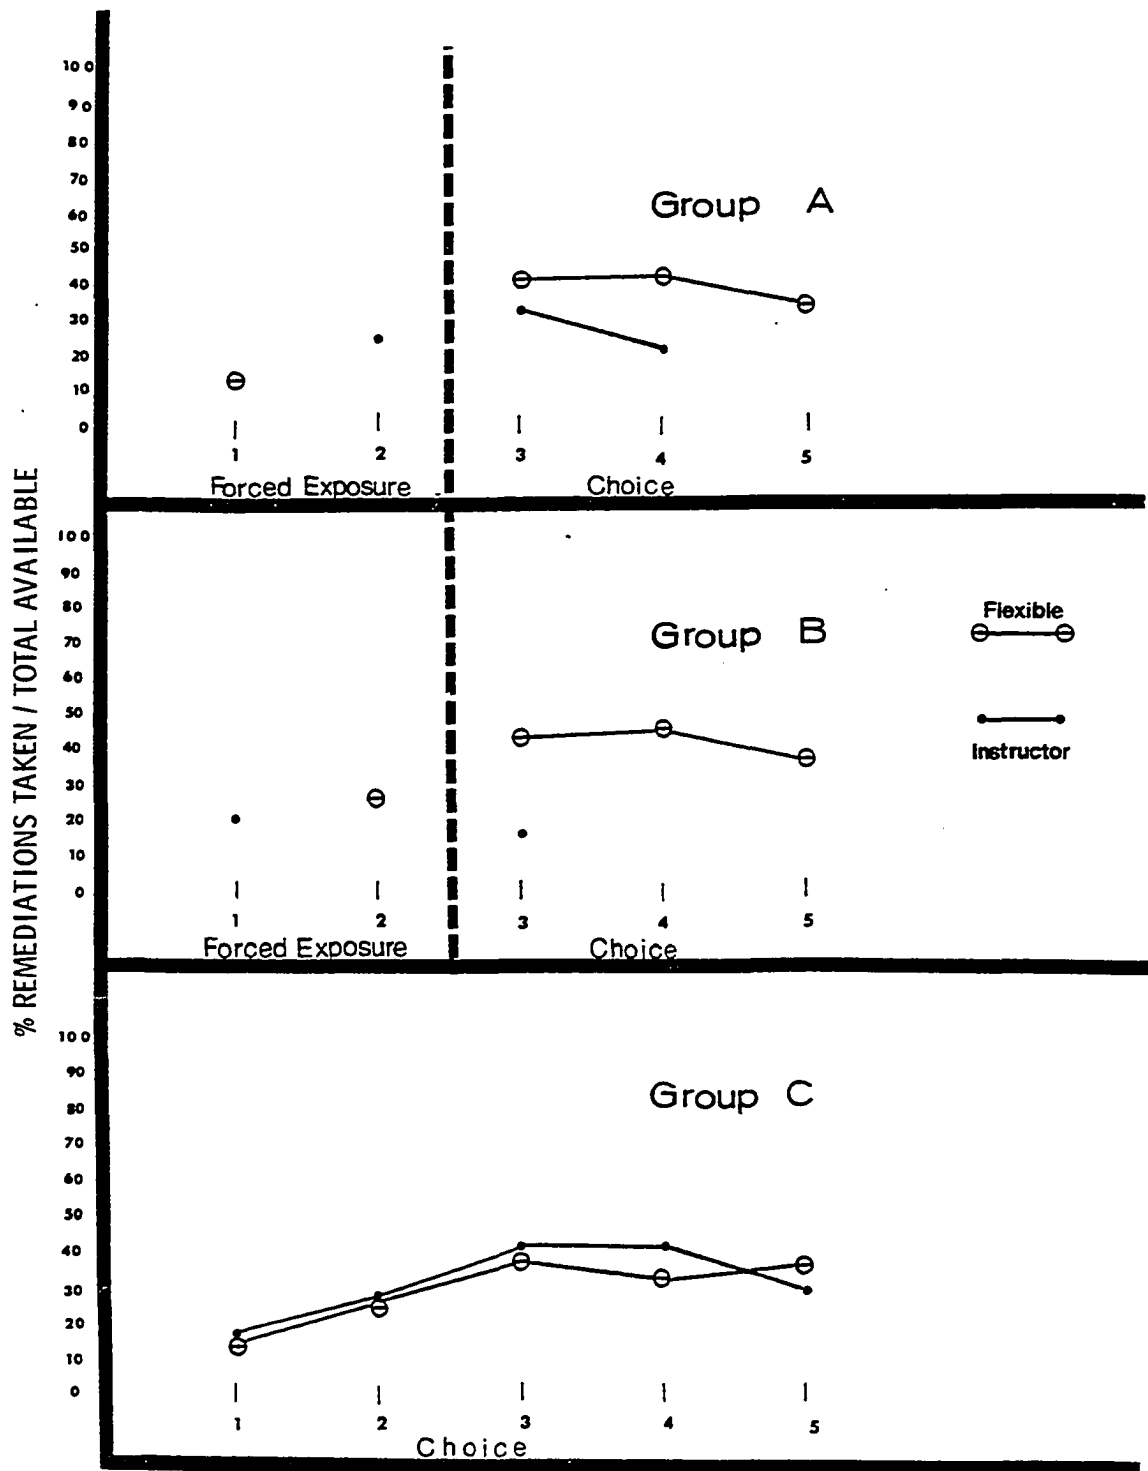 % REMEDIATIONS TAKEN / TOTAL AVAILABLE
100
90
80
70
60
50
40
30
20
10
0
Group A
1 2 3 4 5
Forced Exposure Choice
100
90
80
70
60
50
40
30
20
10
0
Group B
Flexible
Instructor
1 2 3 4 5
Forced Exposure Choice
100
90
80
70
60
50
40
30
20
10
0
Group C
1 2 3 4 5
Choice